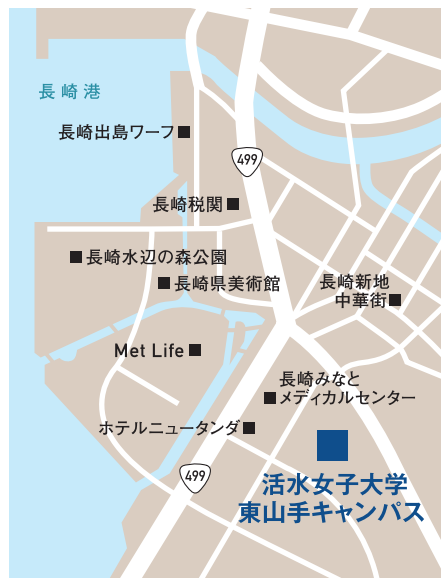 長崎港
長崎出島ワーフ
499
長崎税関
長崎水辺の森公園
長崎県美術館
長崎新地
中華街
Met Life
長崎みなと
メディカルセンター
ホテルニュータンダ
499
活水女子大学
東山手キャンパス